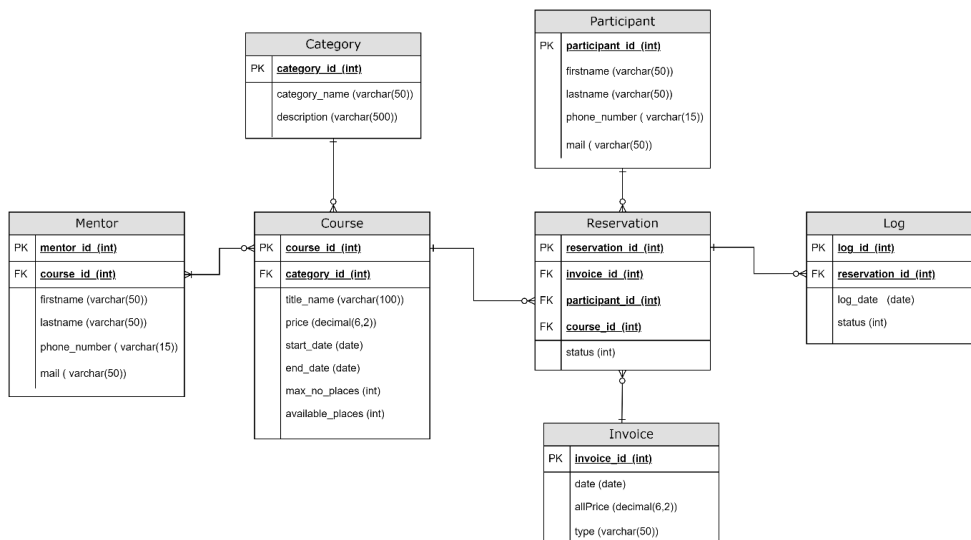 Participant
PK participant_id (int)
firstname (varchar(50))
lastname (varchar(50))
phone_number ( varchar(15))
mail ( varchar(50))
Category
PK category_id (int)
category_name (varchar(50))
description (varchar(500))
Mentor
PK mentor_id (int)
FK course_id (int)
firstname (varchar(50))
lastname (varchar(50))
phone_number ( varchar(15))
mail ( varchar(50))
Course
PK course_id (int)
FK category_id (int)
title_name (varchar(100))
price (decimal(6,2))
start_date (date)
end_date (date)
max_no_places (int)
available_places (int)
Reservation
PK reservation_id (int)
FK invoice_id (int)
FK participant_id (int)
FK course_id (int)
status (int)
Log
PK log_id (int)
FK reservation_id (int)
log_date (date)
status (int)
Invoice
PK invoice_id (int)
date (date)
allPrice (decimal(6,2))
type (varchar(50))